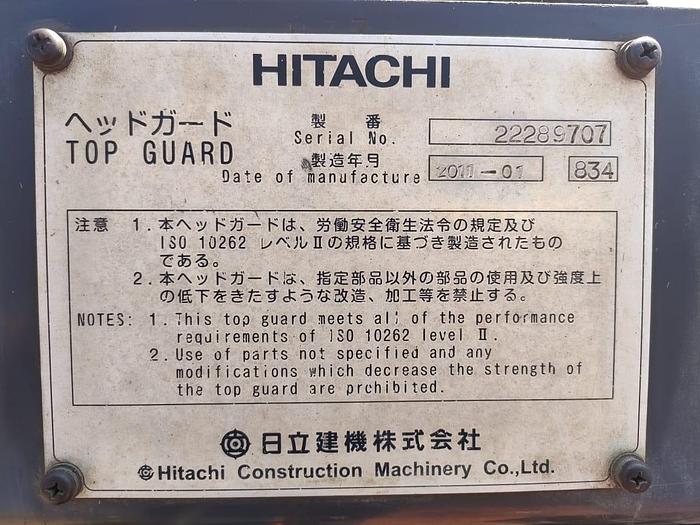 HITACHI
ヘッドガード
TOP GUARD
製 番
Serial No. 22289707
製造年月
Date of manufacture 2011-01 834
注意 1. 本ヘッドガードは、労働安全衛生法令の規定及び
ISO 10262 レベルⅡの規格に基づき製造されたもの
である。
2. 本ヘッドガードは、指定部品以外の部品の使用及び強度上
の低下をきたすような改造、加工等を禁止する。
NOTES: 1. This top guard meets all of the performance
requirements of ISO 10262 level Ⅱ.
2. Use of parts not specified and any
modifications which decrease the strength of
the top guard are prohibited.
日立建機株式会社
Hitachi Construction Machinery Co.,Ltd.